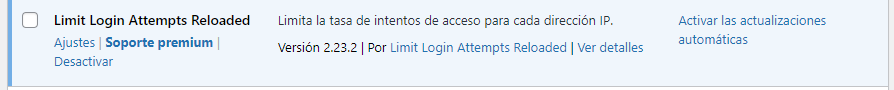 Limit Login Attempts Reloaded
Ajustes | Soporte premium |
Desactivar
Limita la tasa de intentos de acceso para cada dirección IP.
Versión 2.23.2 | Por Limit Login Attempts Reloaded | Ver detalles
Activar las actualizaciones
automáticas